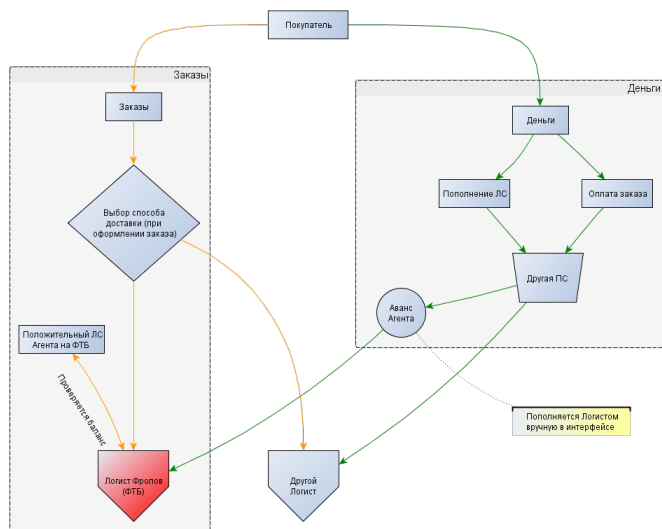 Покупатель
Заказы
Деньги
Заказы
Деньги
Пополнение ЛС
Оплата заказа
Выбор способа
доставки (при
оформлении заказа)
Другая ПС
Аванс
Агента
Положительный ЛС
Агента на ФТБ
Проверяется баланс
Пополняется Логистом
вручную в интерфейсе
Логист Фролов
(ФТБ)
Другой
Логист